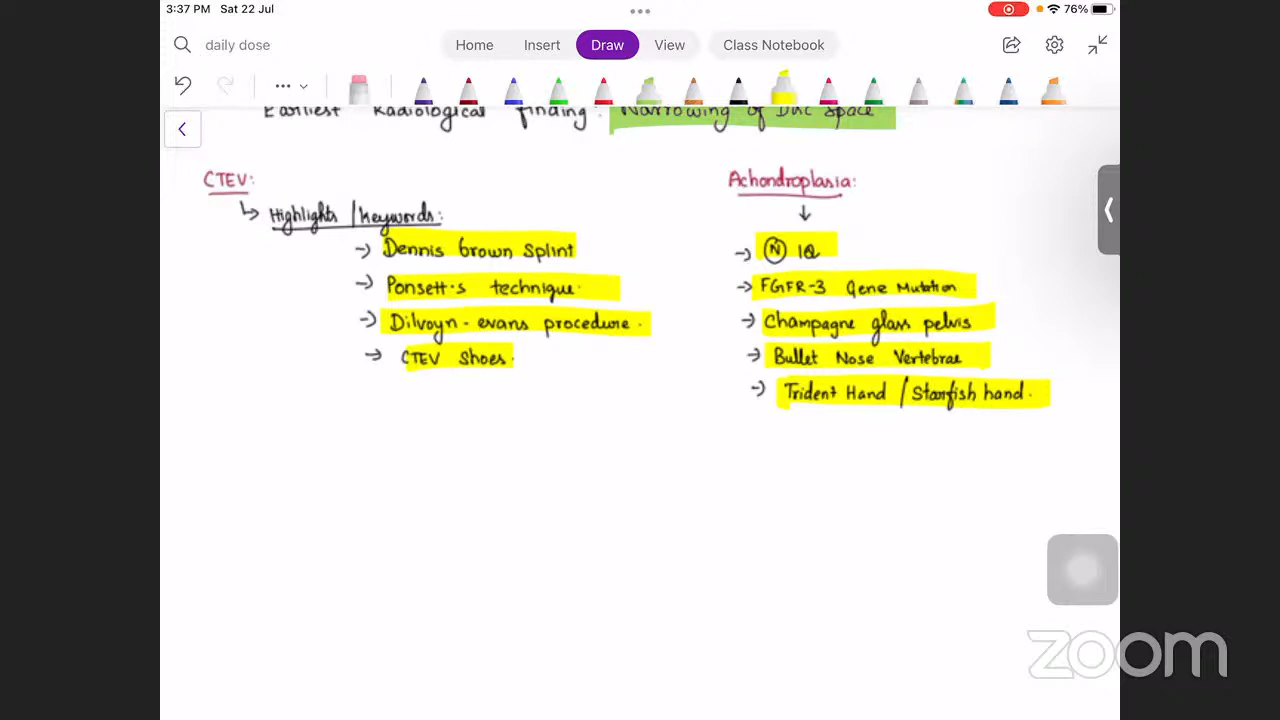 3:37 PM Sat 22 Jul
76%
daily dose
Home Insert Draw View Class Notebook
Earliest Radiological finding: Narrowing of Disc Space
CTEV:
↳ Highlights / Keywords:
→ Dennis brown Splint
→ Ponsett·s technique·
→ Dilvoyn - evans procedure ·
→ CTEV Shoes·
Achondroplasia:
↓
→ Ⓝ IQ
→ FGFR-3 Gene Mutation
→ Champagne glass pelvis
→ Bullet Nose Vertebrae
→ Trident Hand / Starfish hand ·
zoom